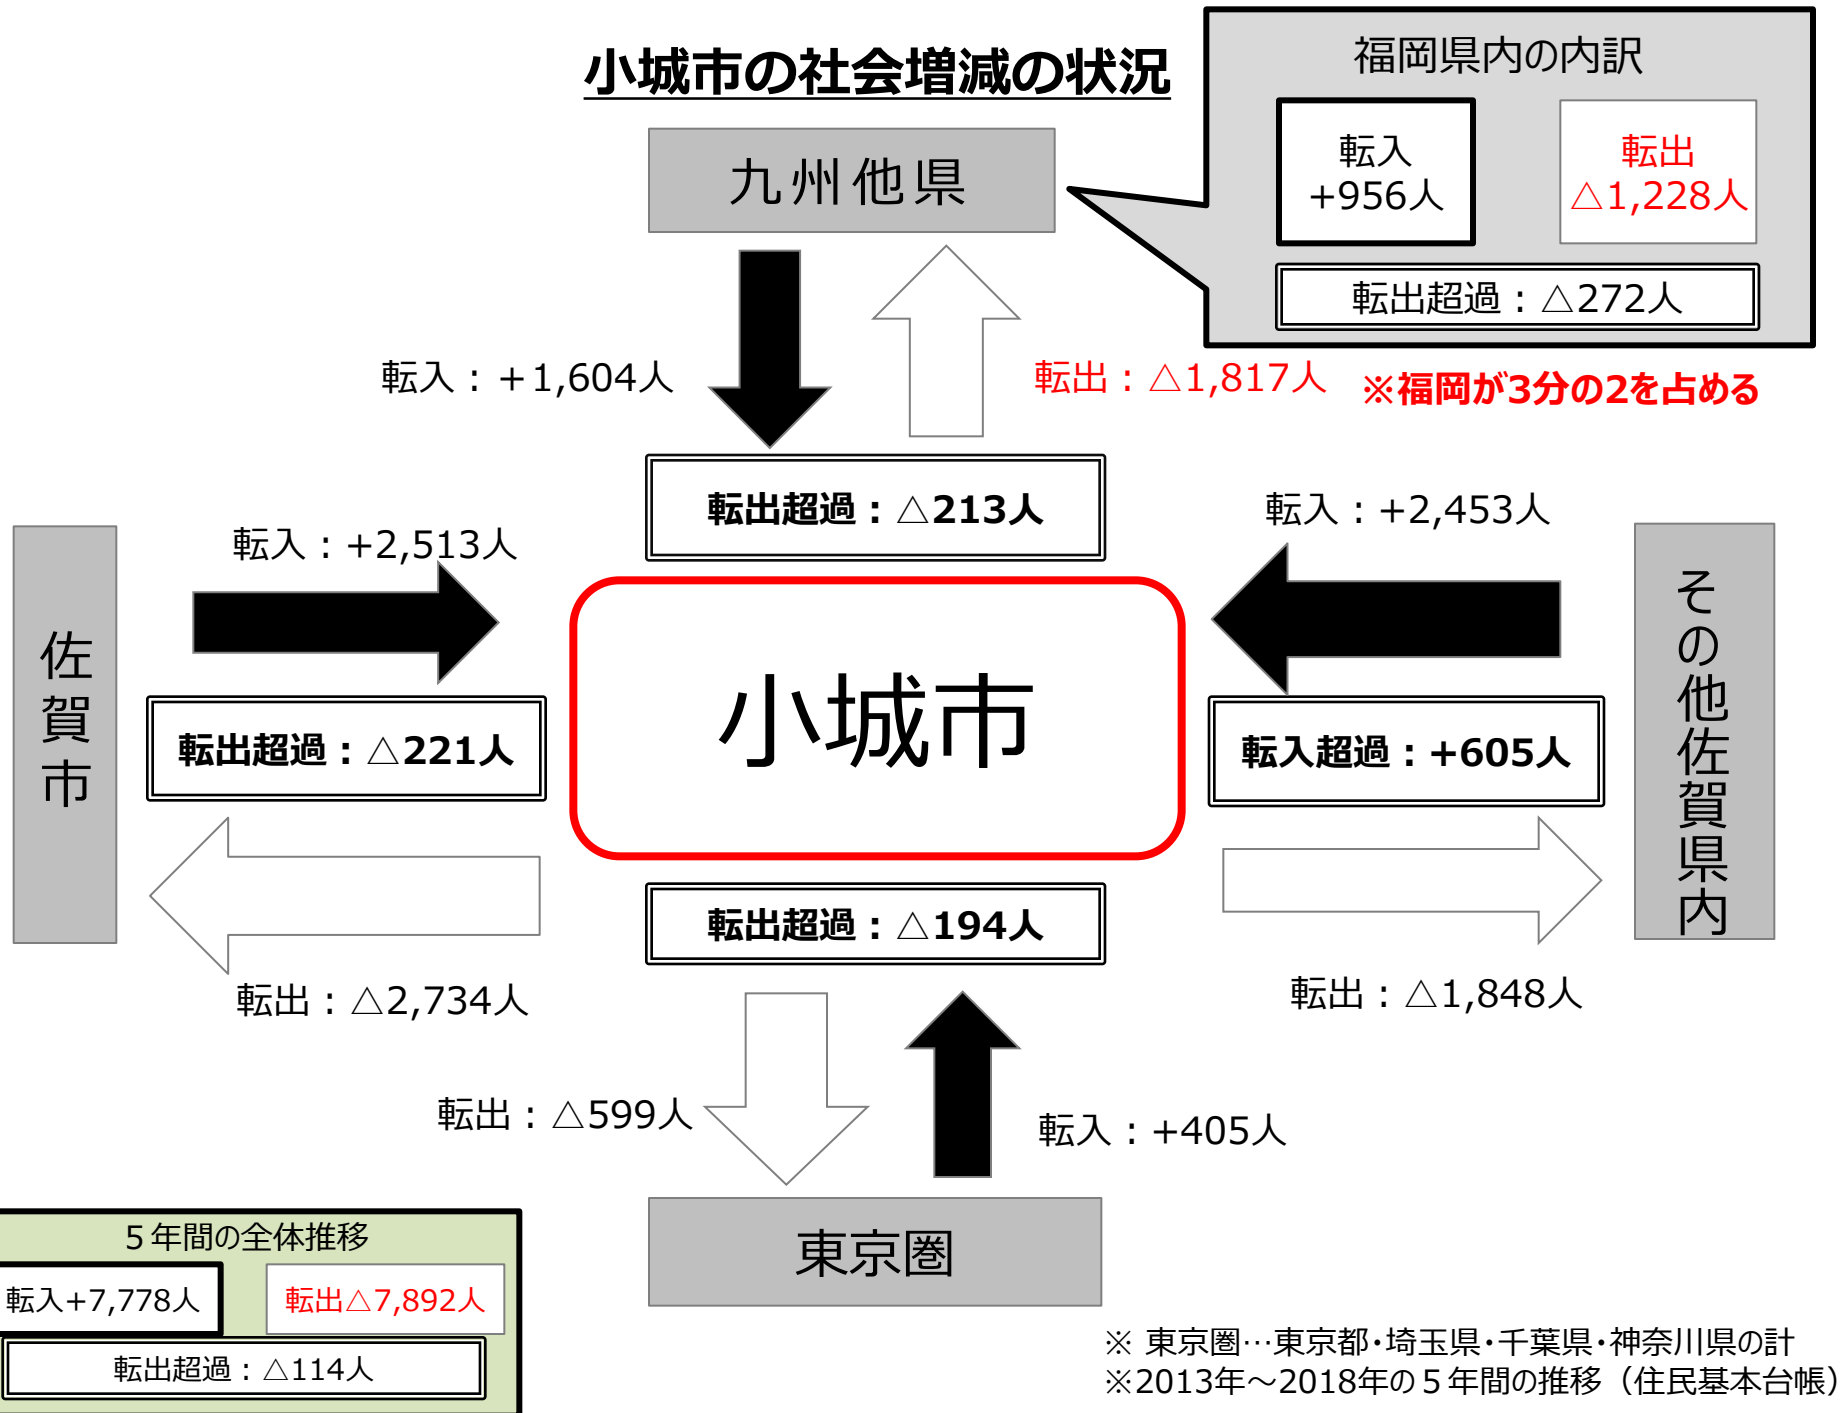 小城市の社会増減の状況
福岡県内の内訳
転入
+956人
転出
△1,228人
転出超過：△272人
九州他県
転入：＋1,604人
転出：△1,817人
※福岡が3分の2を占める
転出超過：△213人
転入：+2,513人
転入：+2,453人
佐賀市
転出超過：△221人
小城市
転入超過：+605人
その他佐賀県内
転出超過：△194人
転出：△2,734人
転出：△1,848人
転出：△599人
転入：+405人
東京圏
５年間の全体推移
転入+7,778人
転出△7,892人
転出超過：△114人
※ 東京圏…東京都・埼玉県・千葉県・神奈川県の計
※2013年～2018年の５年間の推移（住民基本台帳）